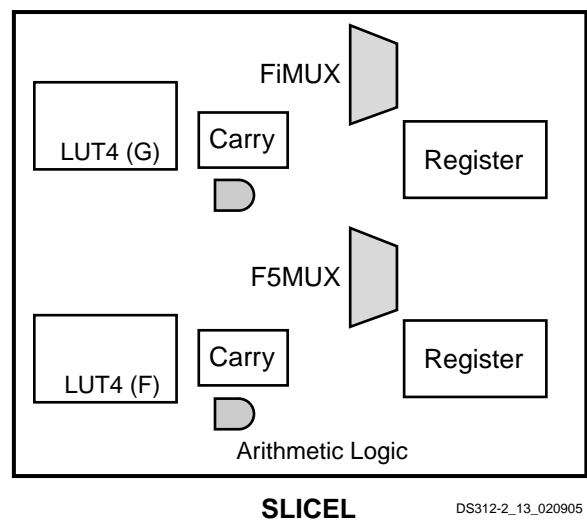 FiMUX
LUT4 (G)
Carry
Register
F5MUX
LUT4 (F)
Carry
Register
Arithmetic Logic
SLICEL
DS312-2_13_020905